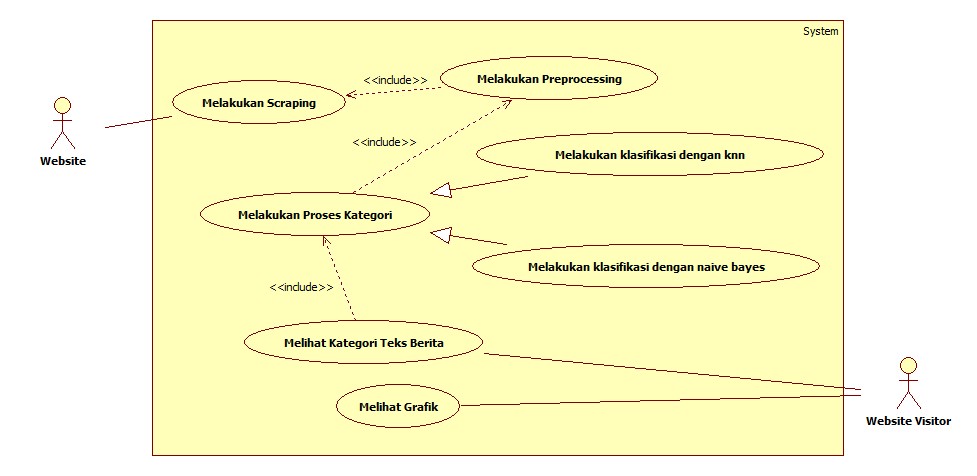 System
<<include>>
Melakukan Preprocessing
Melakukan Scraping
Website
<<include>>
Melakukan klasifikasi dengan knn
Melakukan Proses Kategori
Melakukan klasifikasi dengan naive bayes
<<include>>
Melihat Kategori Teks Berita
Melihat Grafik
Website Visitor